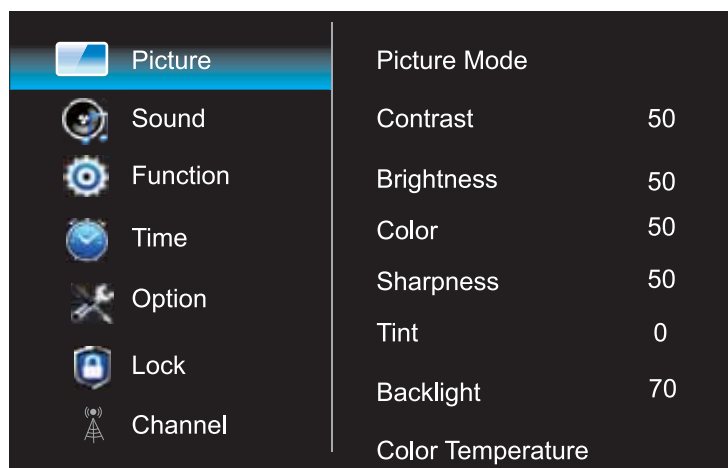 Picture
Sound
Function
Time
Option
Lock
Channel
Picture Mode
Contrast 50
Brightness 50
Color 50
Sharpness 50
Tint 0
Backlight 70
Color Temperature